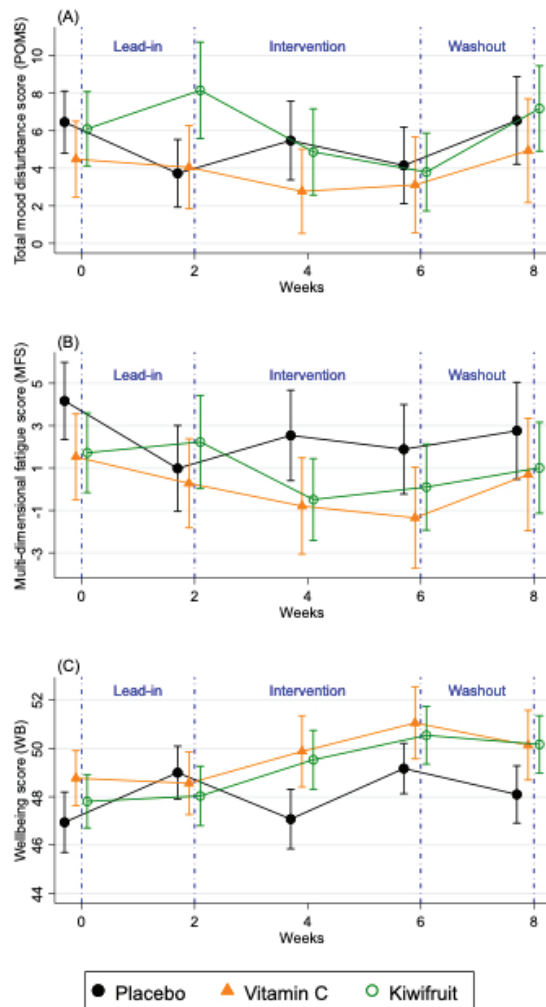 (A)
Lead-in Intervention Washout
Total mood disturbance score (POMS)
10
8
6
4
2
0
0 2 4 6 8
Weeks
(B)
Lead-in Intervention Washout
Multi-dimensional fatigue score (MFS)
5
3
1
-1
-3
0 2 4 6 8
Weeks
(C)
Lead-in Intervention Washout
Wellbeing score (WB)
52
50
48
46
44
0 2 4 6 8
Weeks
Placebo Vitamin C Kiwifruit